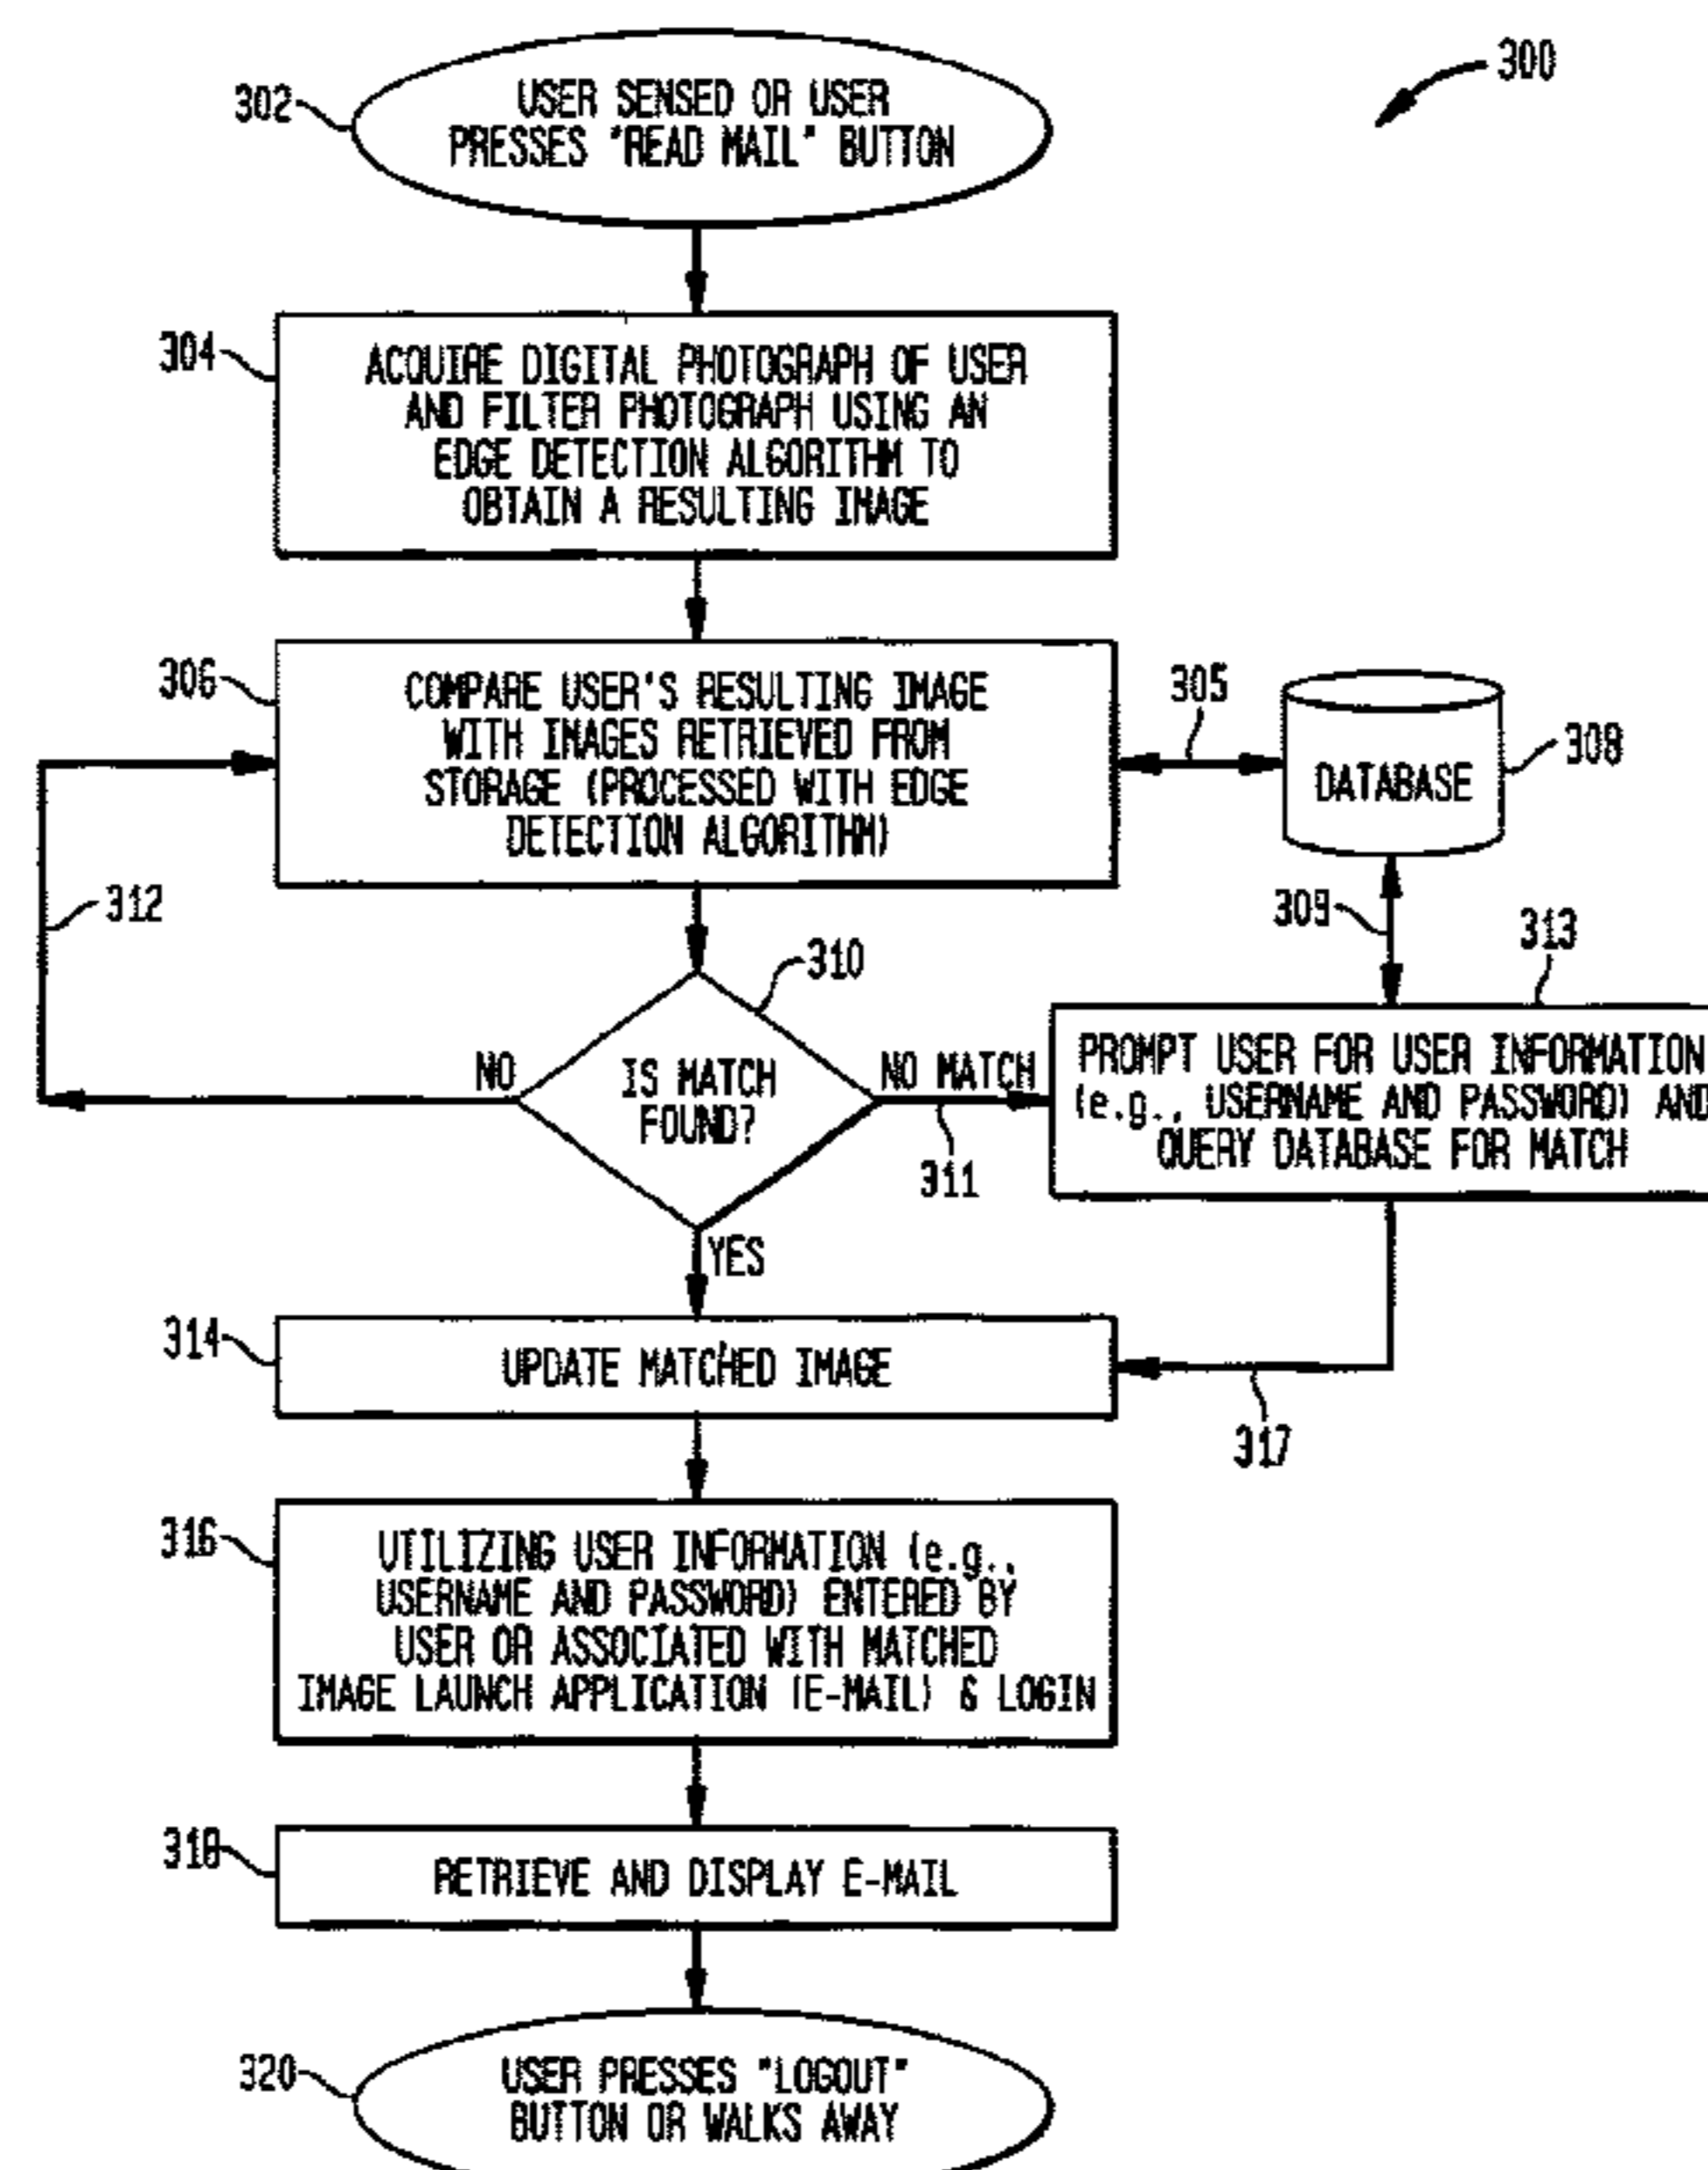 300
302
USER SENSED OR USER
PRESSES "READ MAIL" BUTTON
304
ACQUIRE DIGITAL PHOTOGRAPH OF USER
AND FILTER PHOTOGRAPH USING AN
EDGE DETECTION ALGORITHM TO
OBTAIN A RESULTING IMAGE
306
COMPARE USER'S RESULTING IMAGE
WITH IMAGES RETRIEVED FROM
STORAGE (PROCESSED WITH EDGE
DETECTION ALGORITHM)
305
DATABASE
308
312
309
313
310
IS MATCH
FOUND?
NO
NO MATCH
311
PROMPT USER FOR USER INFORMATION
(e.g., USERNAME AND PASSWORD) AND
QUERY DATABASE FOR MATCH
YES
314
UPDATE MATCHED IMAGE
317
316
UTILIZING USER INFORMATION (e.g.,
USERNAME AND PASSWORD) ENTERED BY
USER OR ASSOCIATED WITH MATCHED
IMAGE LAUNCH APPLICATION (E-MAIL) & LOGIN
318
RETRIEVE AND DISPLAY E-MAIL
320
USER PRESSES "LOGOUT"
BUTTON OR WALKS AWAY